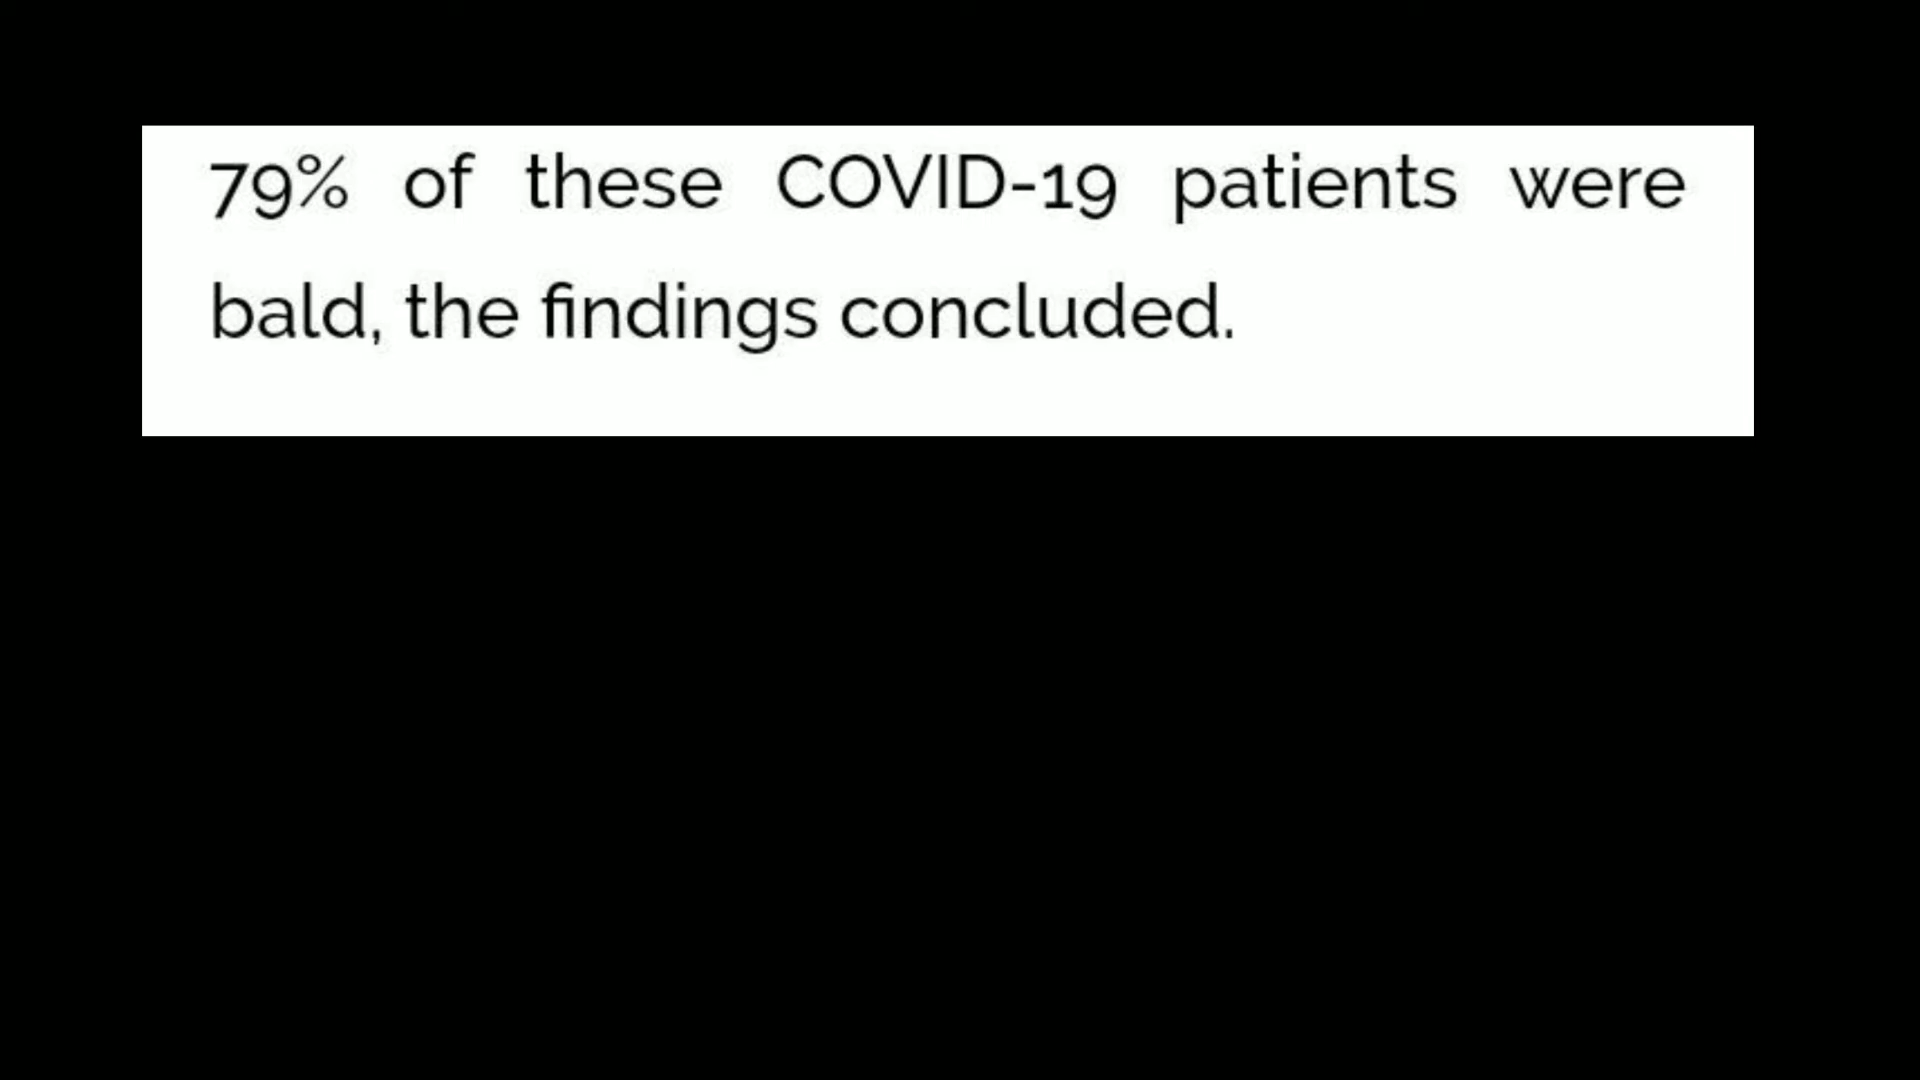 79% of these COVID-19 patients were
bald, the findings concluded.